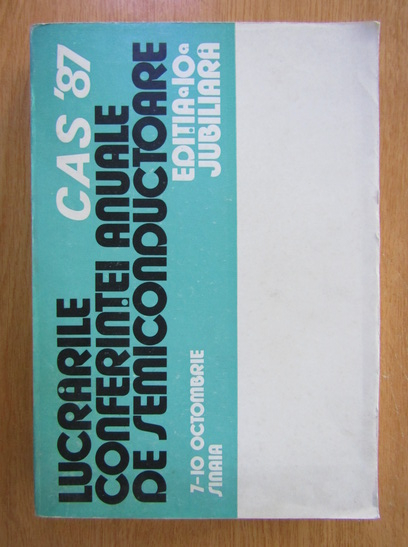 CAS '87
LUCRĂRILE
CONFERINȚEI ANUALE
DE SEMICONDUCTOARE
EDIȚIA a 10 a
JUBILIARĂ
7-10 OCTOMBRIE
SINAIA